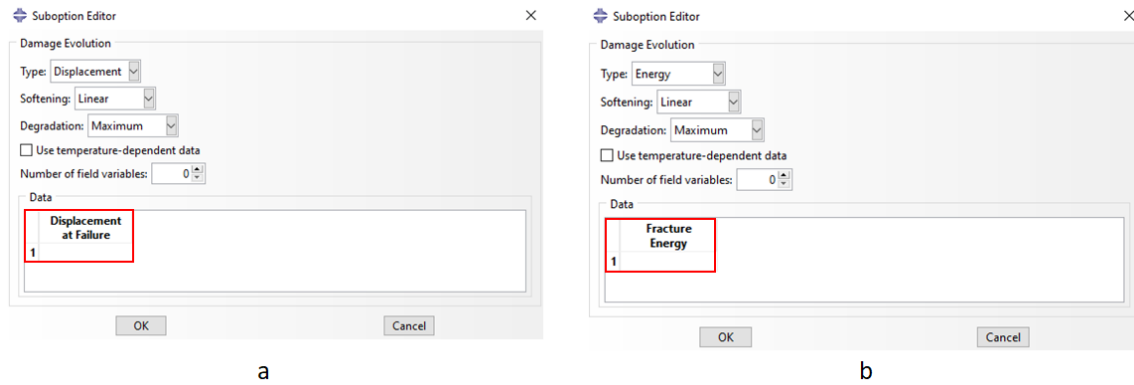 Suboption Editor
Damage Evolution
Type: Displacement
Softening: Linear
Degradation: Maximum
Use temperature-dependent data
Number of field variables: 0
Data
Displacement
at Failure
1
OK Cancel
a
Suboption Editor
Damage Evolution
Type: Energy
Softening: Linear
Degradation: Maximum
Use temperature-dependent data
Number of field variables: 0
Data
Fracture
Energy
1
OK Cancel
b